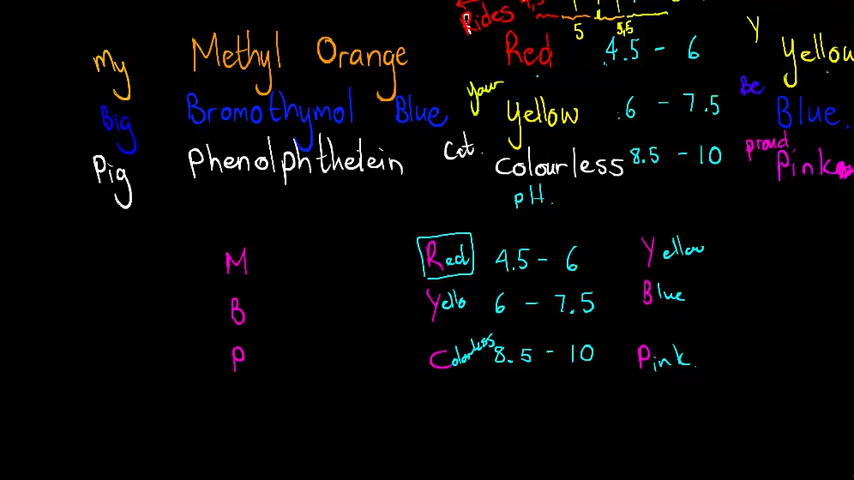 Rides 5 5,5
My Methyl Orange Red 4.5 - 6 Y Yellow
Big Bromothymol Blue your Yellow 6 - 7.5 Be Blue.
Pig Phenolphthelein Cat. Colourless 8.5 - 10 proud Pink
pH.
M Red 4.5 - 6 Yellow
B Yello 6 - 7.5 Blue
P Colourless 8.5 - 10 Pink.